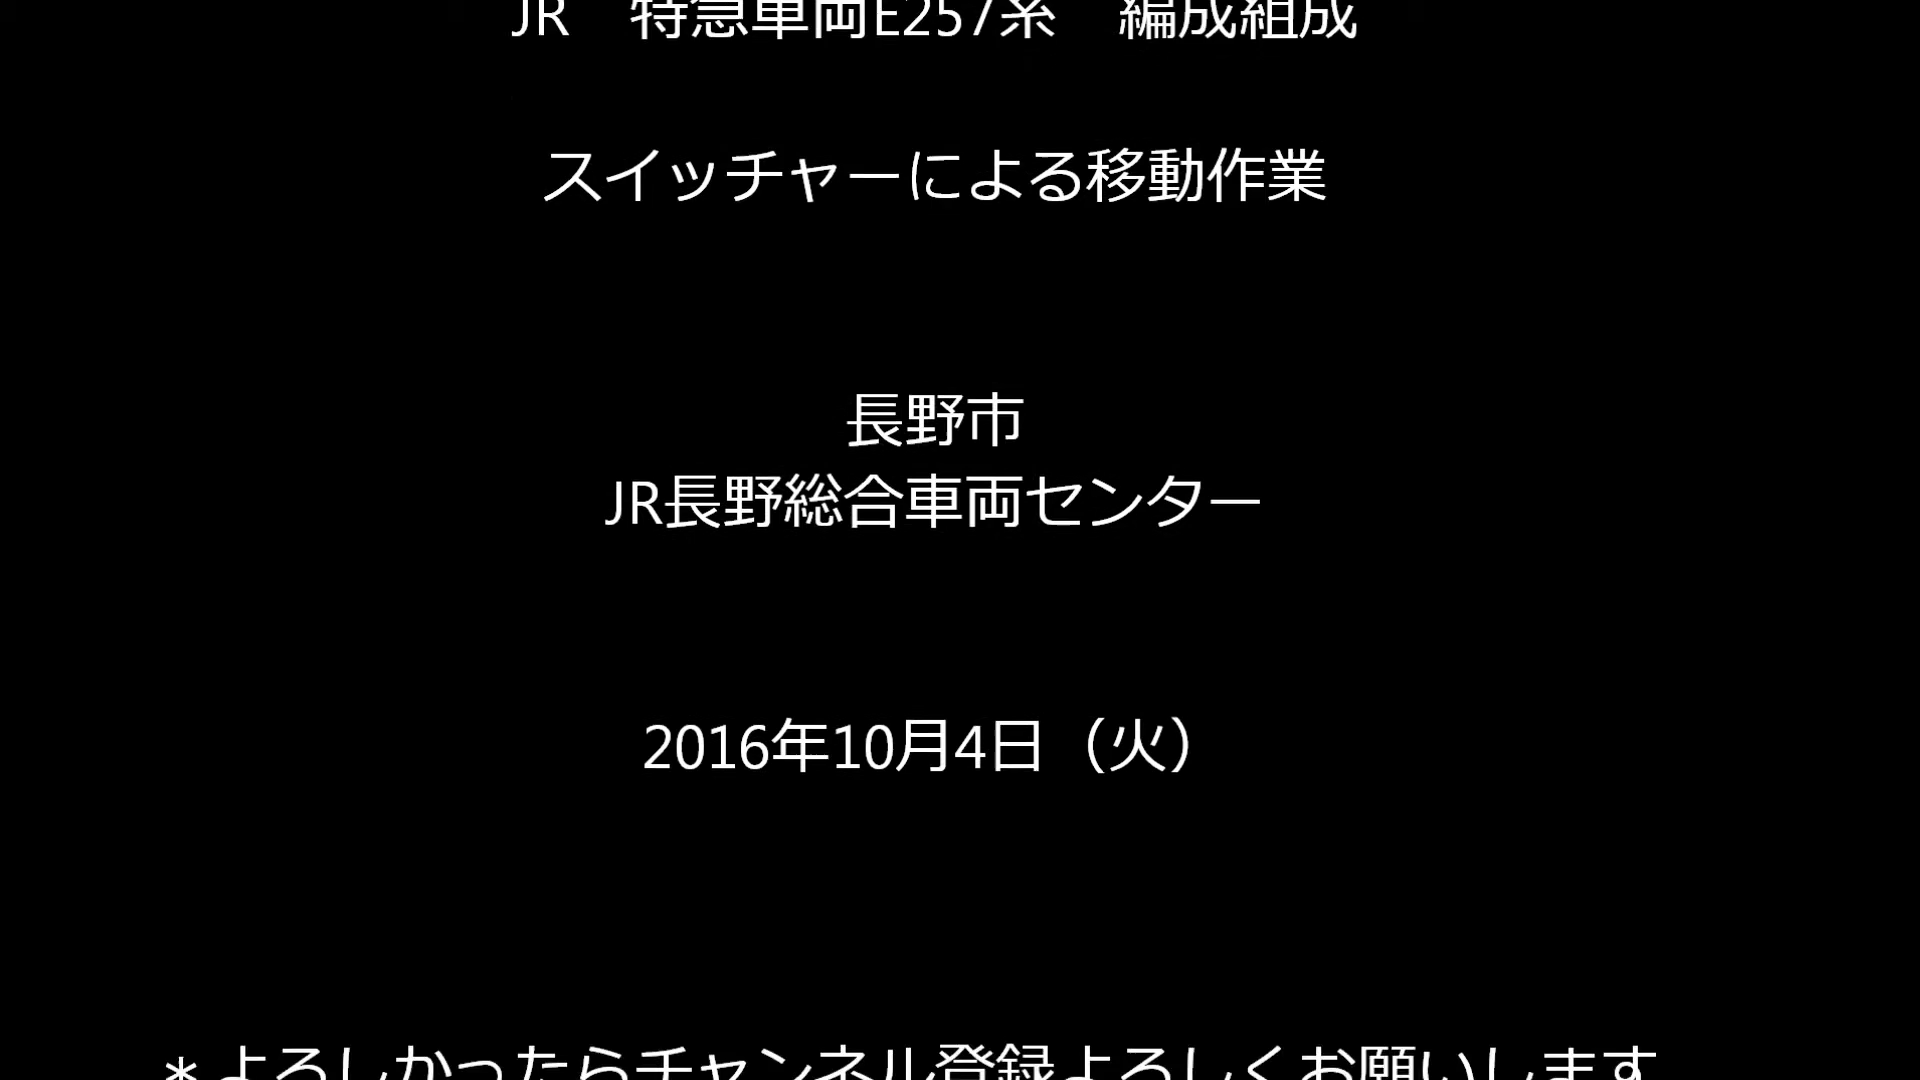 JR　特急車両E257系　編成組成
スイッチャーによる移動作業
長野市
JR長野総合車両センター
2016年10月4日（火）
＊よろしかったらチャンネル登録よろしくお願いします